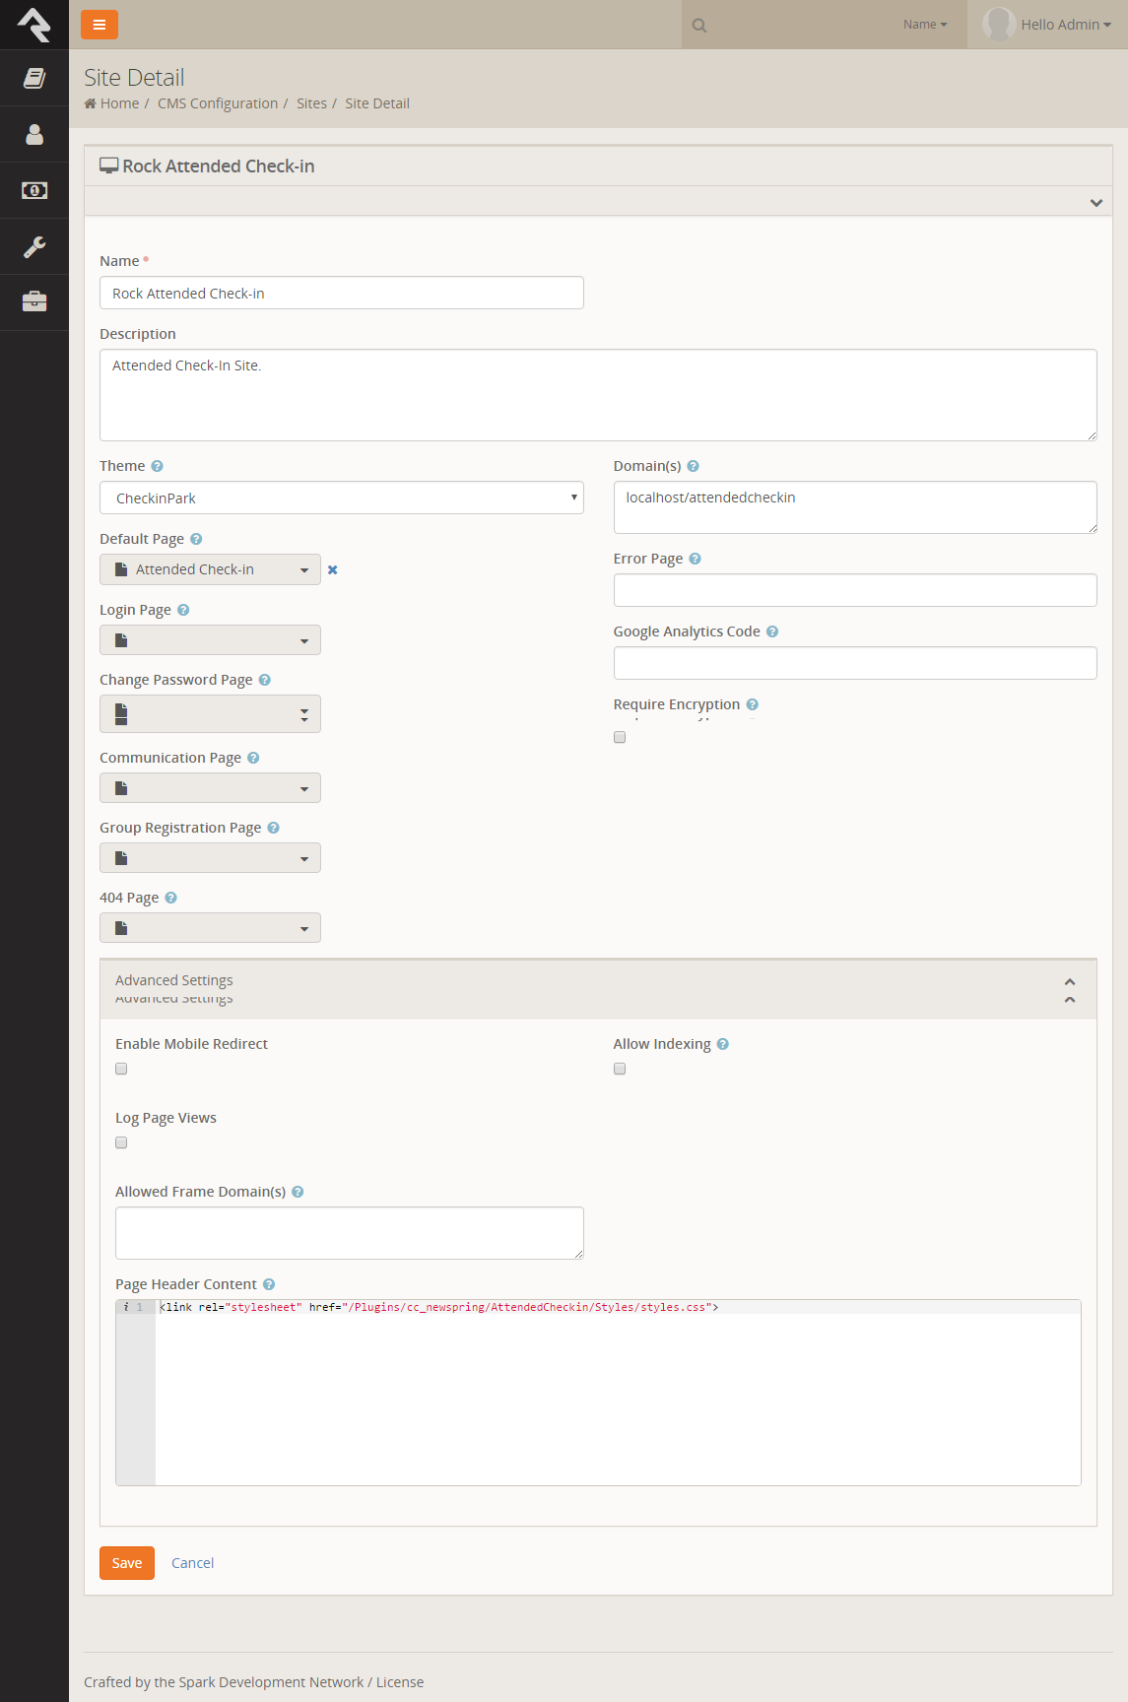 Name
Hello Admin
Site Detail
Home / CMS Configuration / Sites / Site Detail
Rock Attended Check-in
Name *
Rock Attended Check-in
Description
Attended Check-In Site.
Theme
CheckinPark
Domain(s)
localhost/attendedcheckin
Default Page
Attended Check-in
Error Page
Login Page
Google Analytics Code
Change Password Page
Require Encryption
Communication Page
Group Registration Page
404 Page
Advanced Settings
Advanced Settings
Enable Mobile Redirect
Allow Indexing
Log Page Views
Allowed Frame Domain(s)
Page Header Content
i 1 <link rel="stylesheet" href="/Plugins/cc_newspring/AttendedCheckin/Styles/styles.css">
Save Cancel
Crafted by the Spark Development Network / License